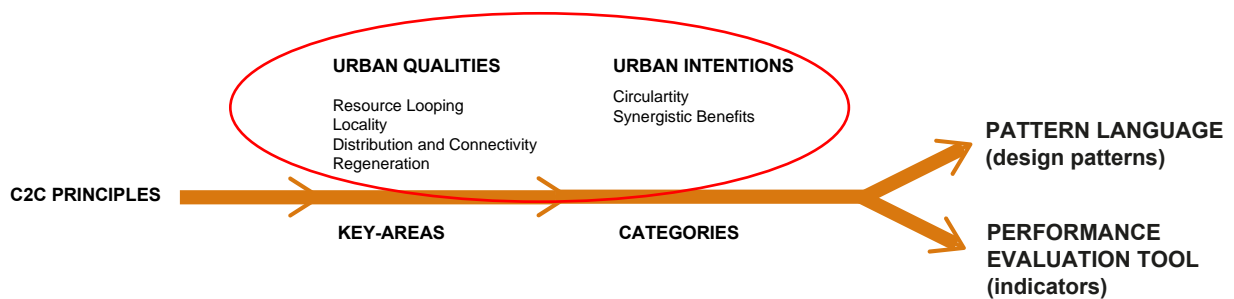 URBAN QUALITIES
Resource Looping
Locality
Distribution and Connectivity
Regeneration
URBAN INTENTIONS
Circulartity
Synergistic Benefits
C2C PRINCIPLES
KEY-AREAS
CATEGORIES
PATTERN LANGUAGE
(design patterns)
PERFORMANCE
EVALUATION TOOL
(indicators)